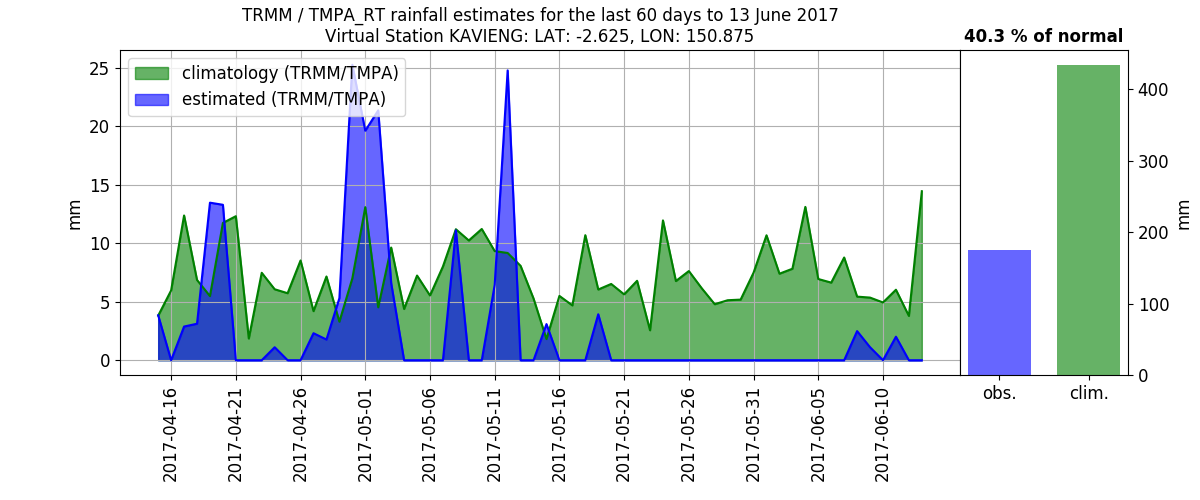 TRMM / TMPA_RT rainfall estimates for the last 60 days to 13 June 2017
Virtual Station KAVIENG: LAT: -2.625, LON: 150.875
40.3 % of normal
climatology (TRMM/TMPA)
estimated (TRMM/TMPA)
mm
25
20
15
10
5
0
2017-04-16
2017-04-21
2017-04-26
2017-05-01
2017-05-06
2017-05-11
2017-05-16
2017-05-21
2017-05-26
2017-05-31
2017-06-05
2017-06-10
400
300
200
100
0
mm
obs.
clim.